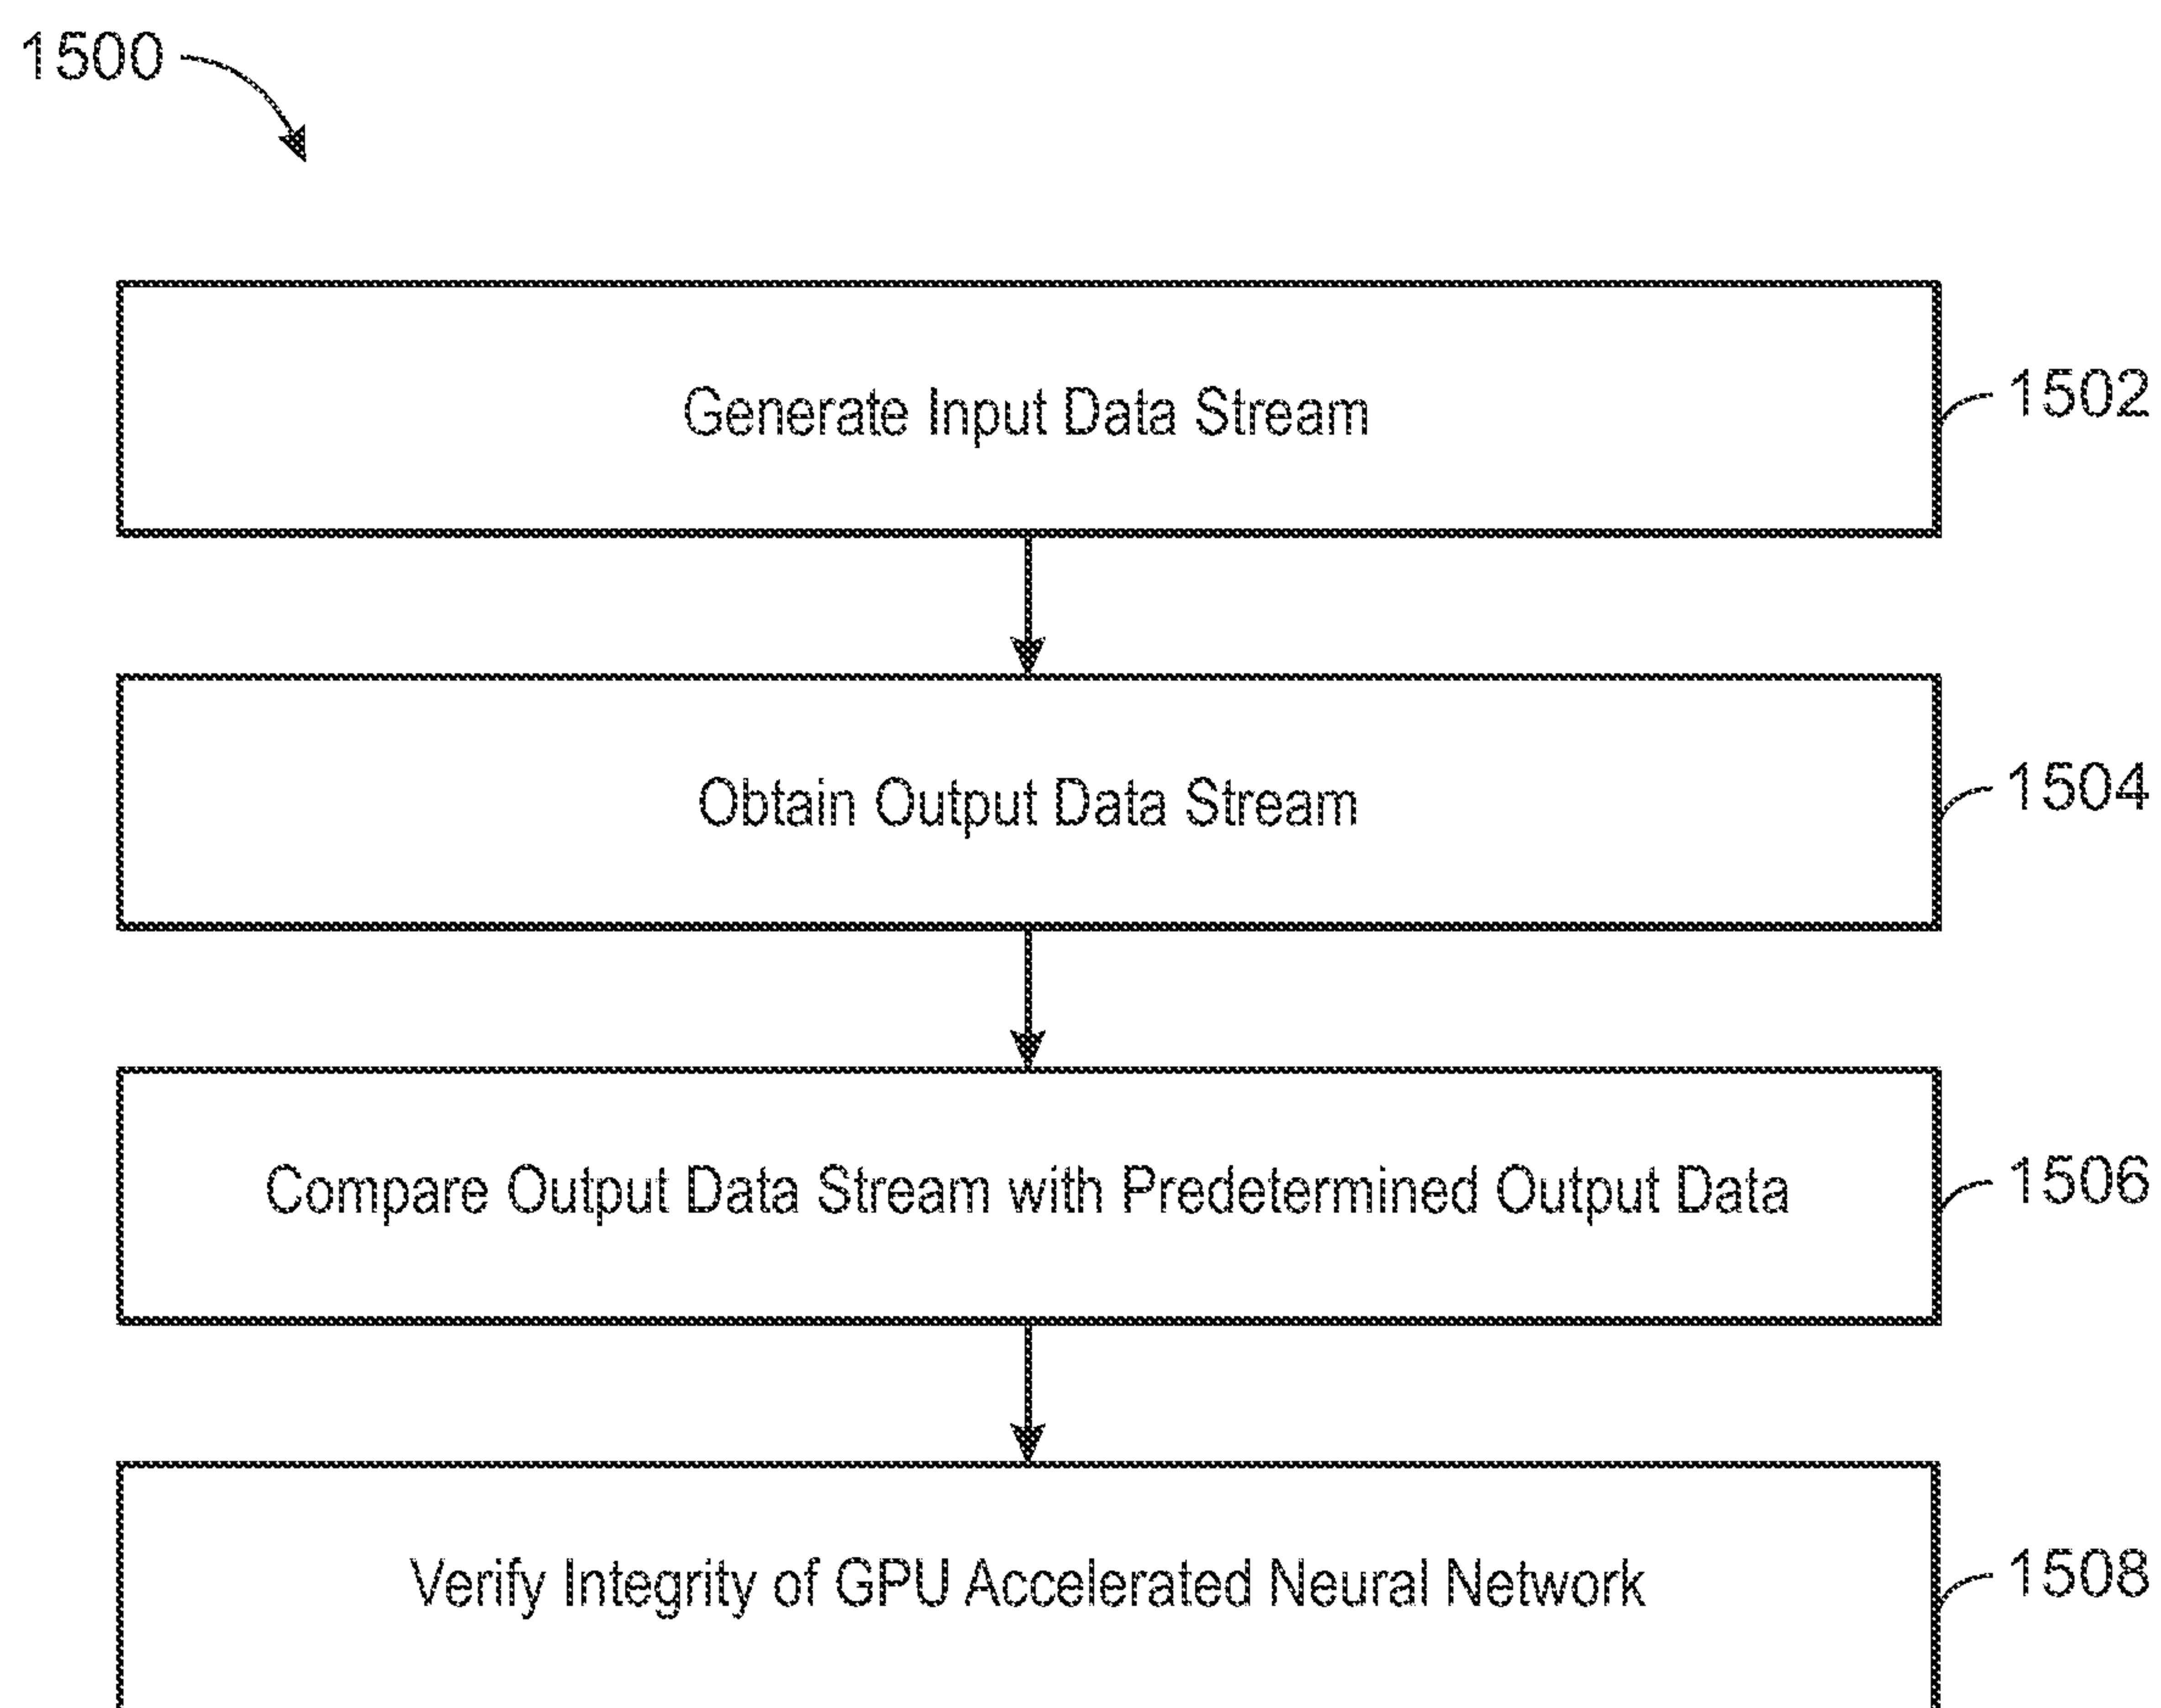 1500
Generate Input Data Stream
1502
Obtain Output Data Stream
1504
Compare Output Data Stream with Predetermined Output Data
1506
Verify Integrity of GPU Accelerated Neural Network
1508